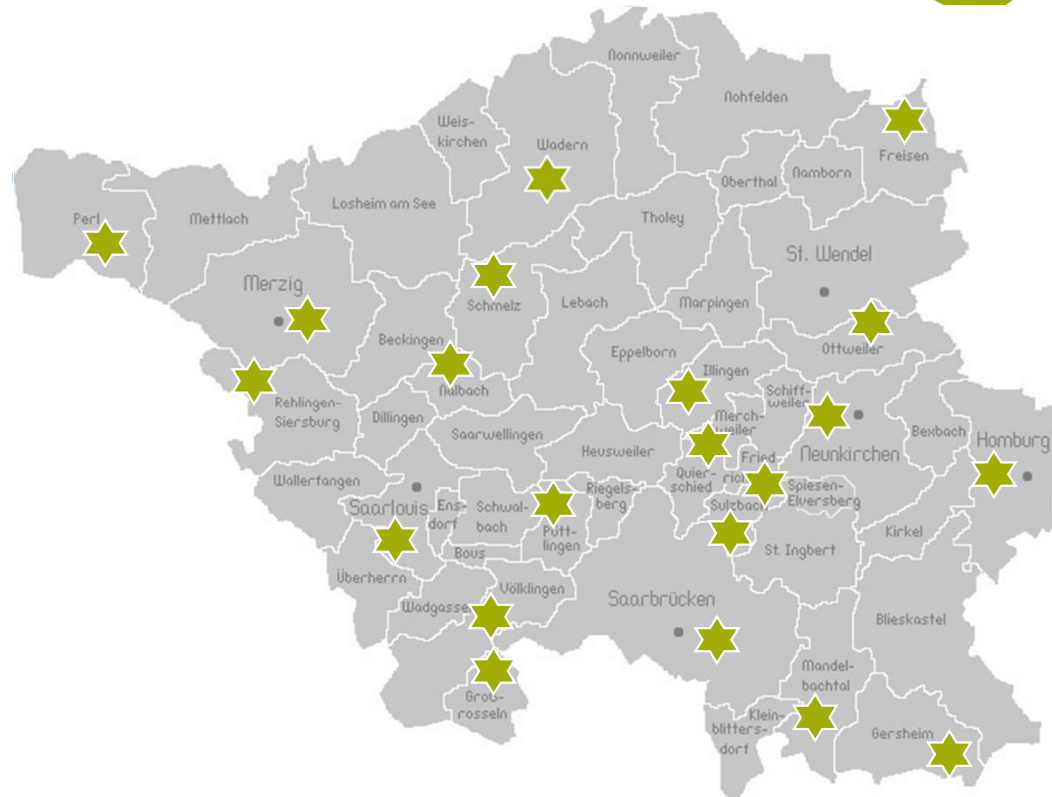 Nonnweiler
Nohfelden
Weis-
kirchen
Wadern
Freisen
Oberthal
Namborn
Perl
Mettlach
Losheim am See
Tholey
St. Wendel
Merzig
Schmelz
Lebach
Marpingen
Beckingen
Eppelborn
Ottweiler
Illingen
Nalbach
Schiff-
weiler
Rehlingen-
Siersburg
Dillingen
Merch-
weiler
Saarwellingen
Bexbach
Homburg
Heusweiler
Neunkirchen
Fried
rich
Wallerfangen
Quier-
schied
Riegels-
berg
Spiesen-
Elversberg
Saarlouis
Ens-
dorf
Schwal-
bach
Sulzbach
Pütt-
lingen
Kirkel
Bous
St. Ingbert
Überherrn
Völklingen
Wadgasse
Saarbrücken
Blieskastel
Mandel-
bachtal
Groß-
rosseln
Klein-
blitters-
dorf
Gersheim